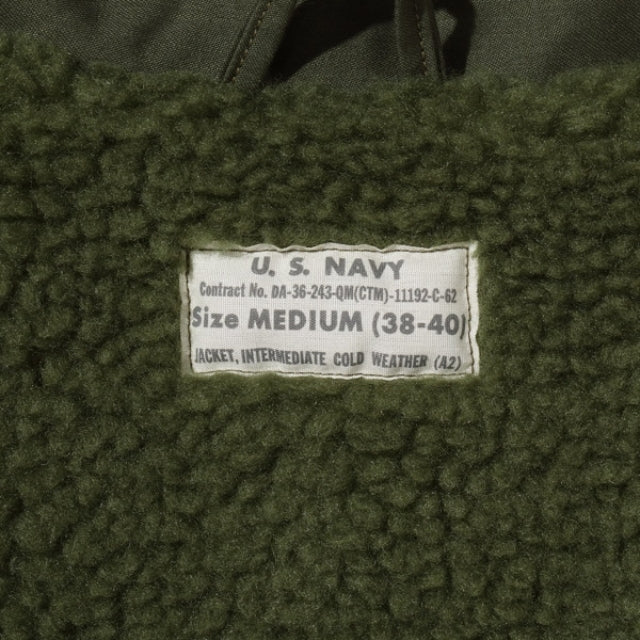 U. S. NAVY
Contract No. DA-36-243-QM(CTM)-11192-C-62
Size MEDIUM (38-40)
JACKET, INTERMEDIATE COLD WEATHER (A2)